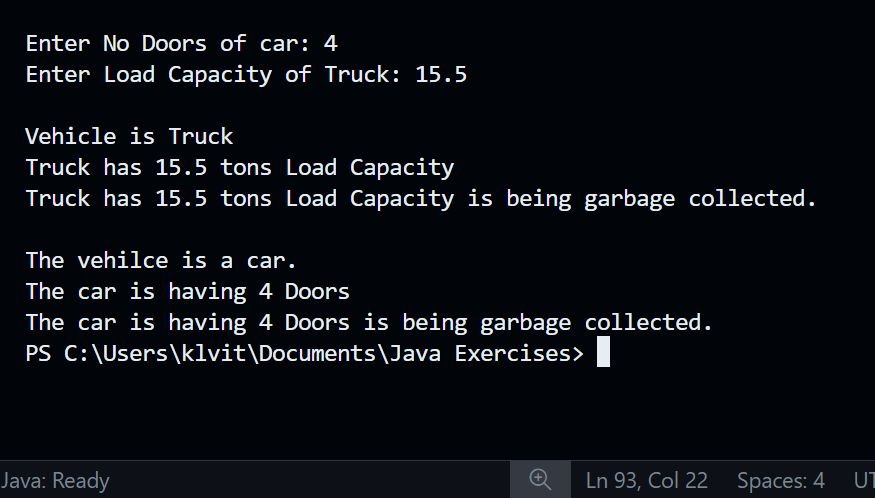 Enter No Doors of car: 4
Enter Load Capacity of Truck: 15.5
Vehicle is Truck
Truck has 15.5 tons Load Capacity
Truck has 15.5 tons Load Capacity is being garbage collected.
The vehilce is a car.
The car is having 4 Doors
The car is having 4 Doors is being garbage collected.
PS C:\Users\klvit\Documents\Java Exercises>
Java: Ready Ln 93, Col 22 Spaces: 4